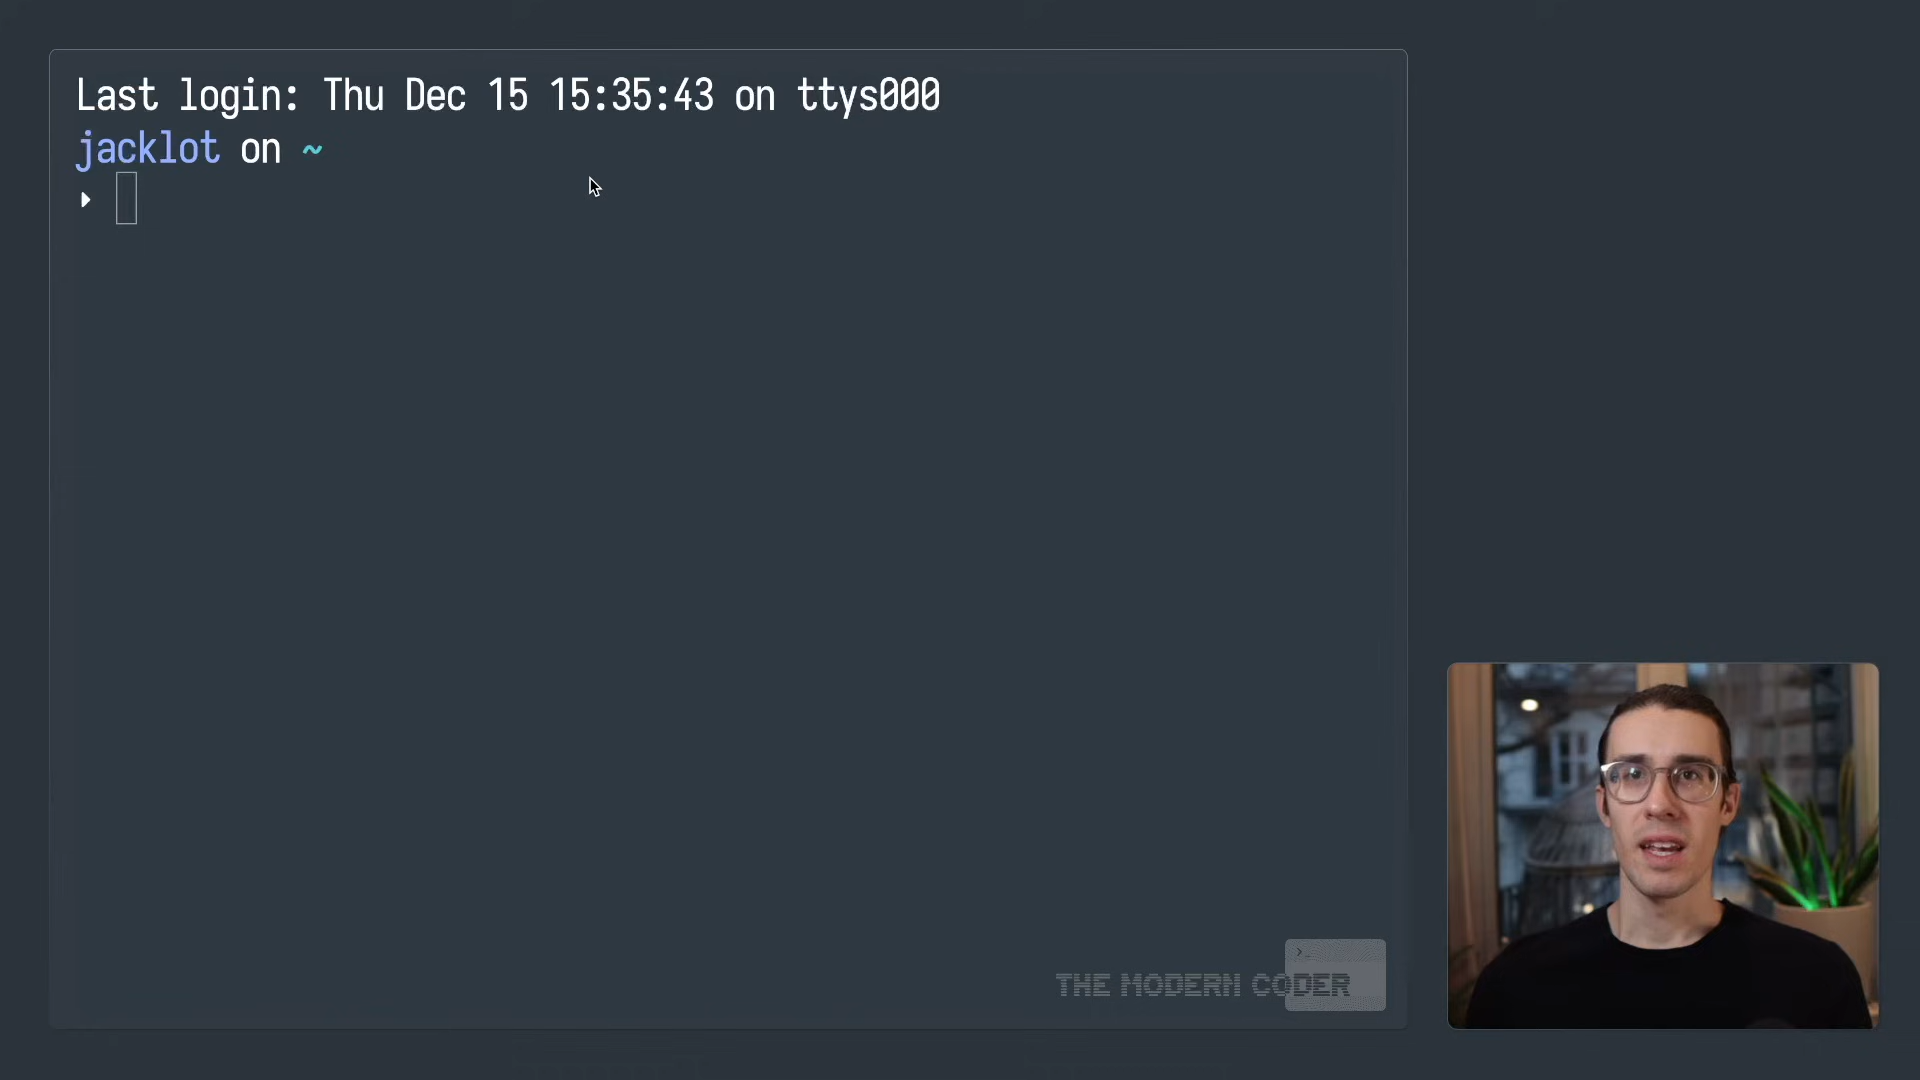 Last login: Thu Dec 15 15:35:43 on ttys000
jacklot on ~
>_
THE MODERN CODER